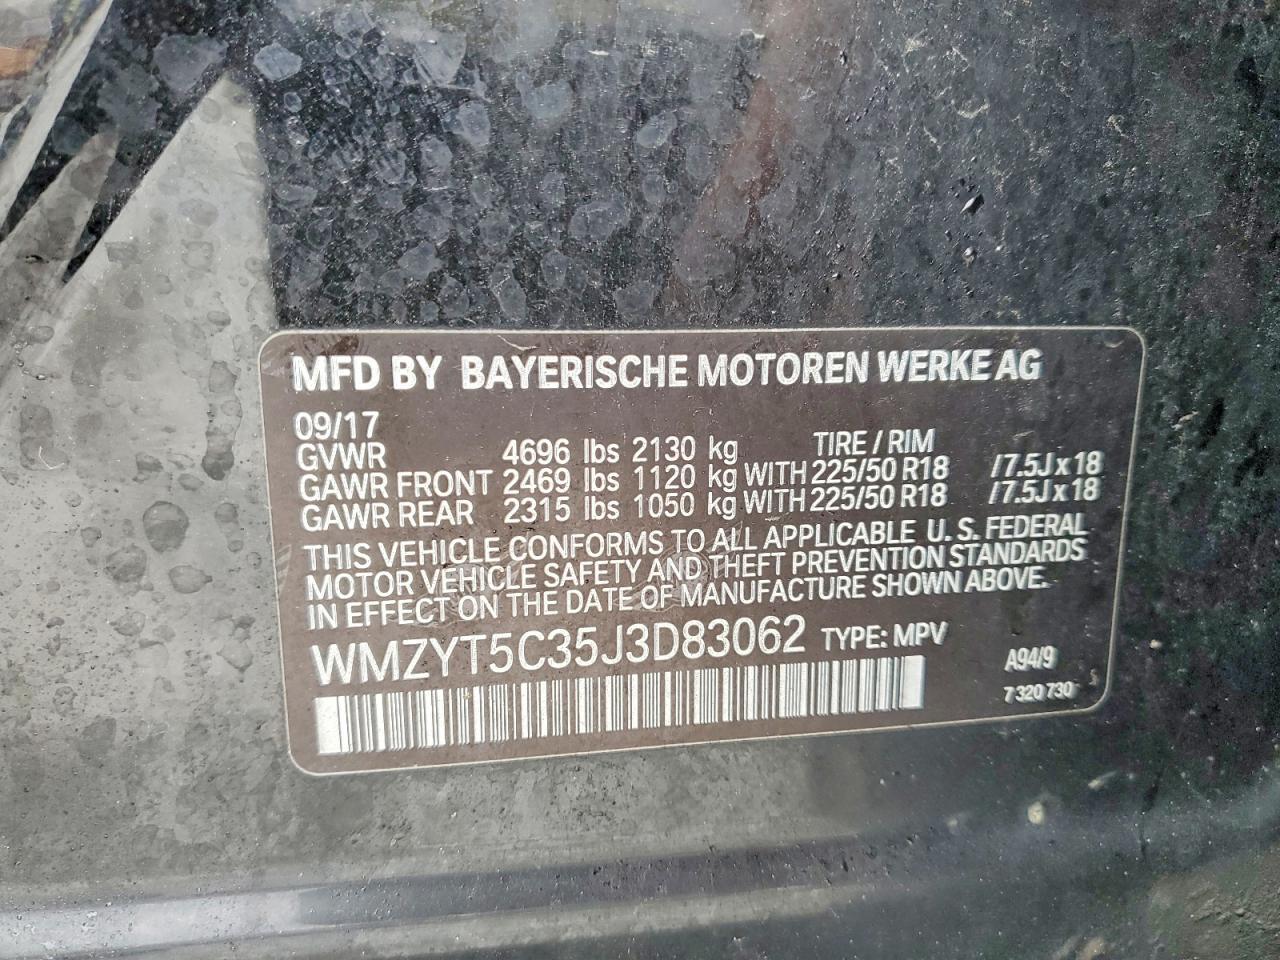 MFD BY BAYERISCHE MOTOREN WERKE AG
09/17
GVWR 4696 lbs 2130 kg TIRE / RIM
GAWR FRONT 2469 lbs 1120 kg WITH 225/50 R18 /7.5J x 18
GAWR REAR 2315 lbs 1050 kg WITH 225/50 R18 /7.5J x 18
THIS VEHICLE CONFORMS TO ALL APPLICABLE U. S. FEDERAL
MOTOR VEHICLE SAFETY AND THEFT PREVENTION STANDARDS
IN EFFECT ON THE DATE OF MANUFACTURE SHOWN ABOVE.
WMZYT5C35J3D83062 TYPE: MPV
A94/9
7 320 730